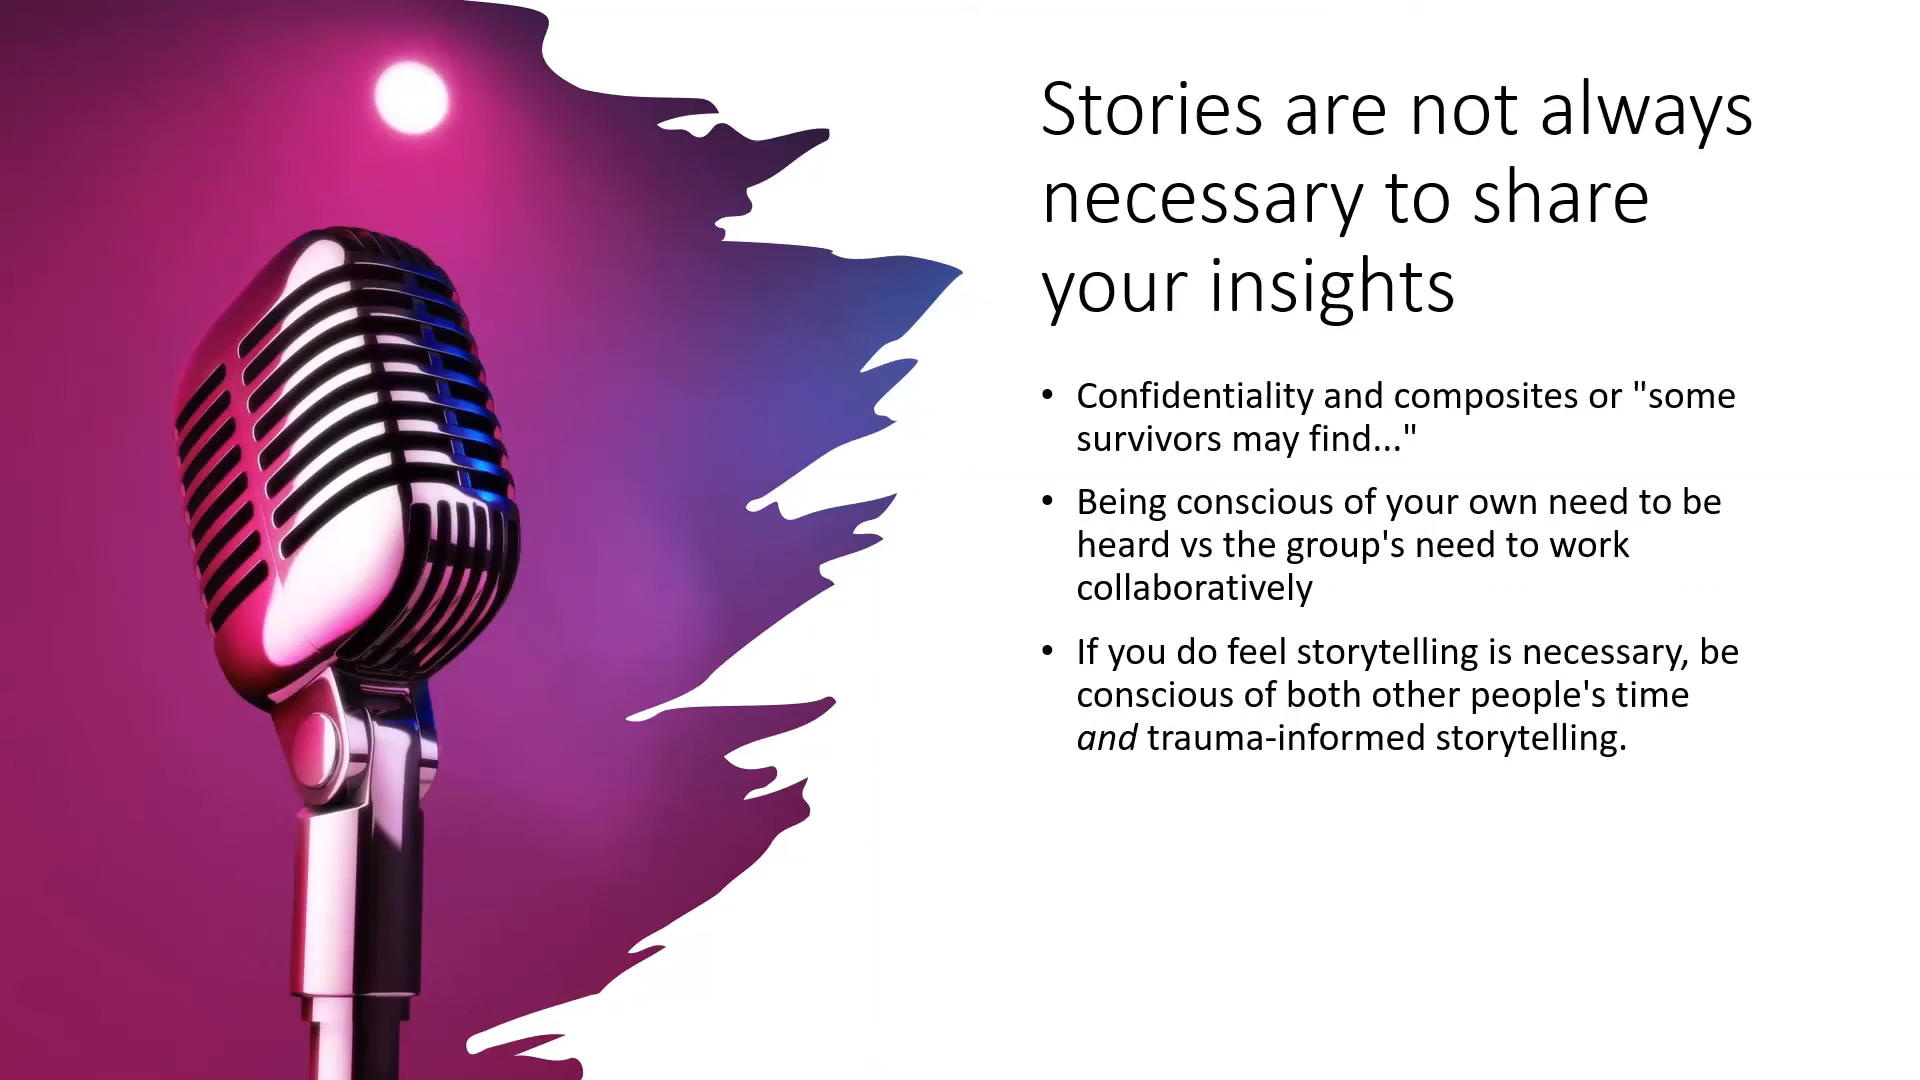 Stories are not always
necessary to share
your insights
• Confidentiality and composites or "some
survivors may find..."
• Being conscious of your own need to be
heard vs the group's need to work
collaboratively
• If you do feel storytelling is necessary, be
conscious of both other people's time
and trauma-informed storytelling.